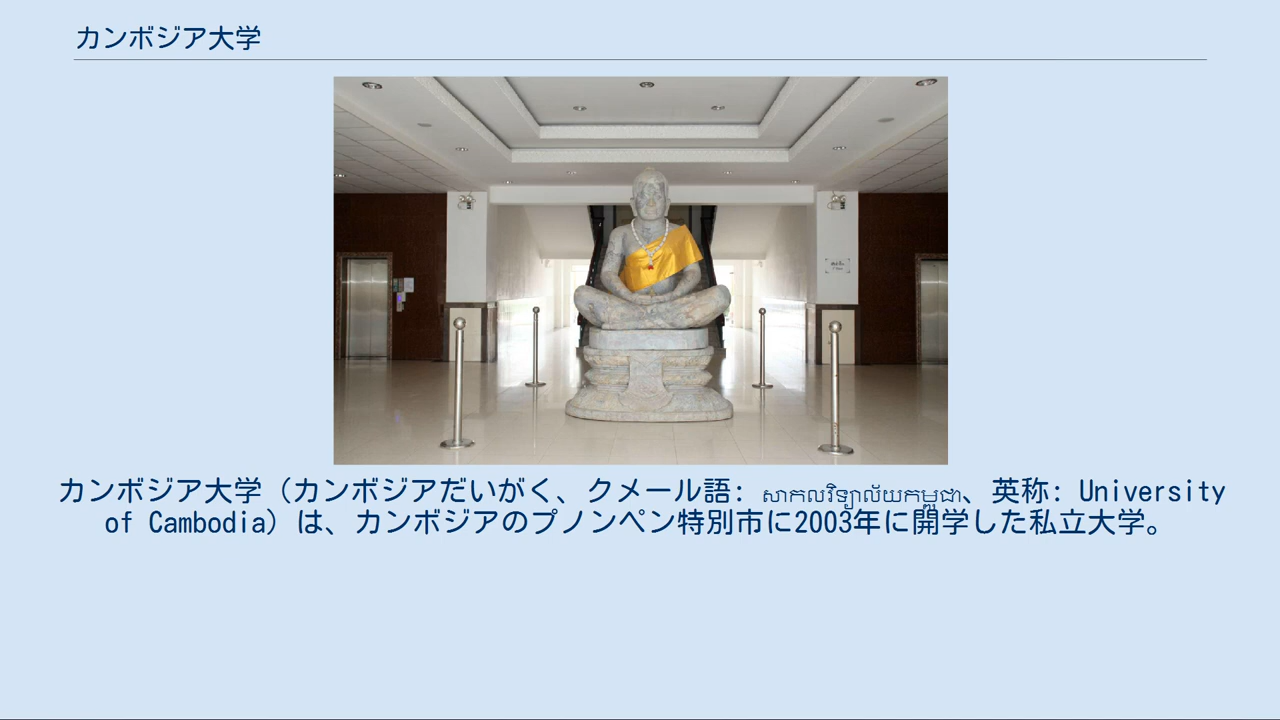 カンボジア大学
カンボジア大学（カンボジアだいがく、クメール語: សាកលវិទ្យាល័យកម្ពុជា、英称: University
of Cambodia）は、カンボジアのプノンペン特別市に2003年に開学した私立大学。